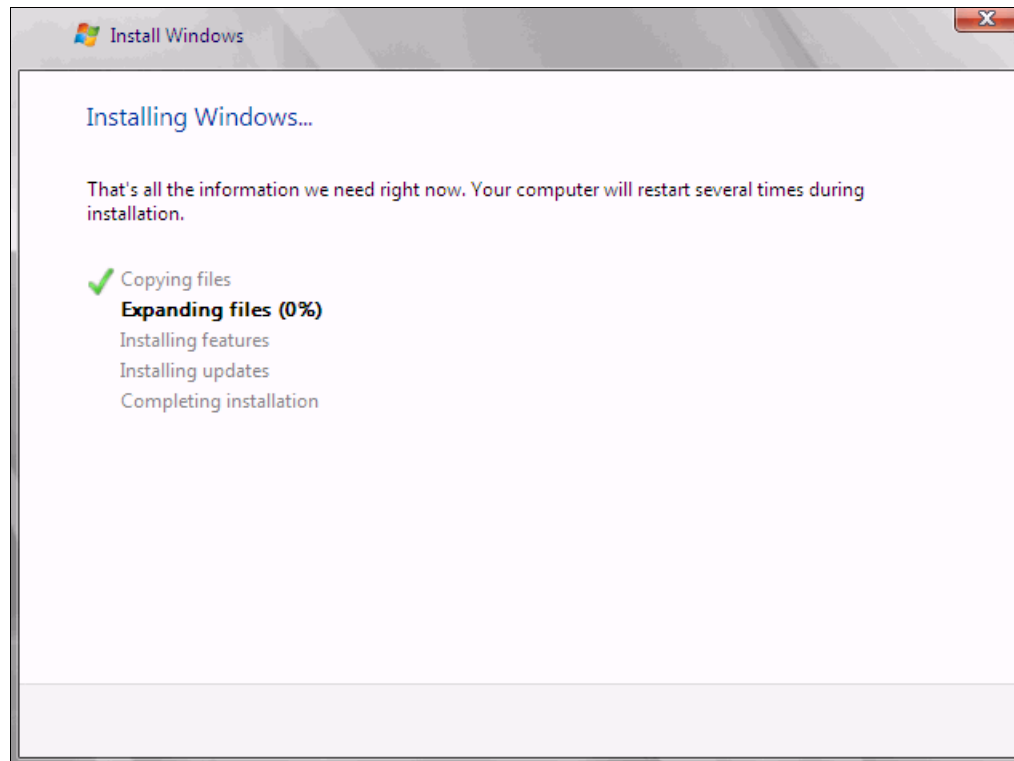 Install Windows
Installing Windows...
That's all the information we need right now. Your computer will restart several times during
installation.
Copying files
Expanding files (0%)
Installing features
Installing updates
Completing installation